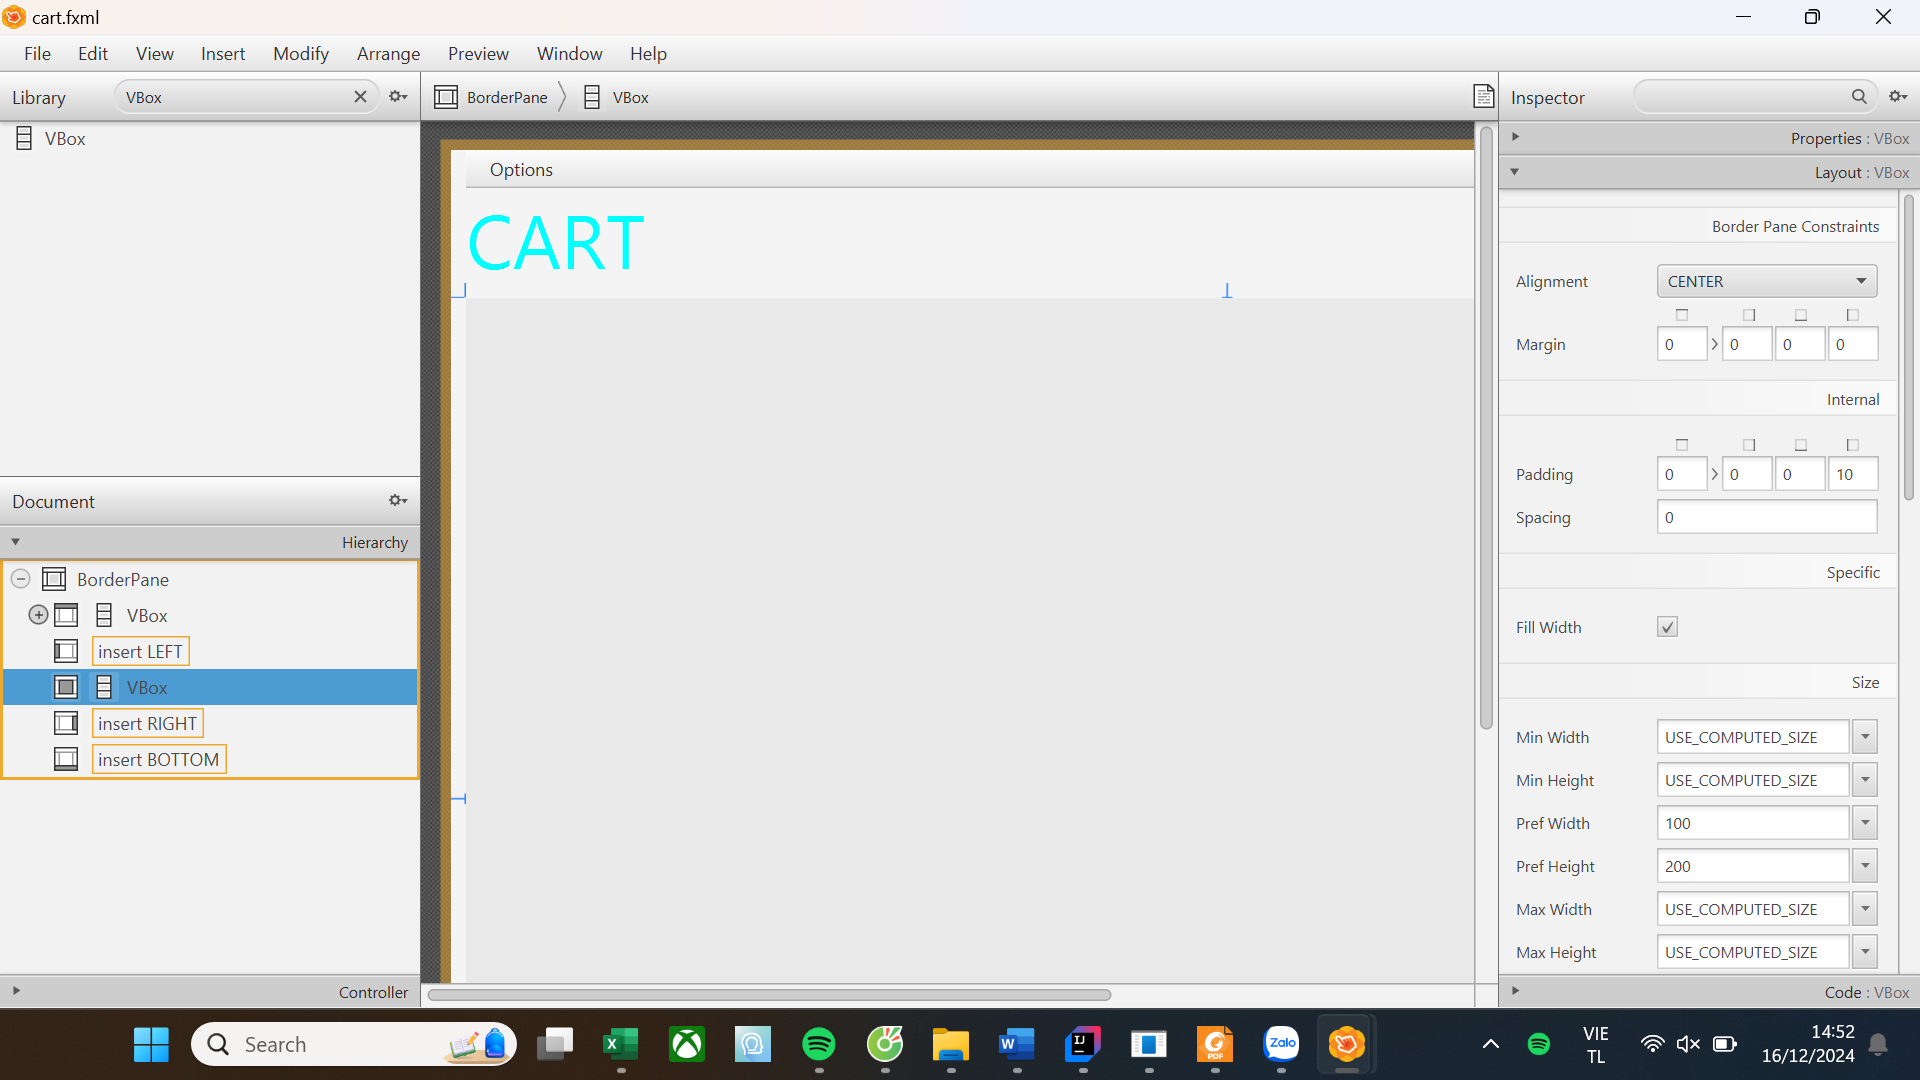 cart.fxml
File Edit View Insert Modify Arrange Preview Window Help
Library VBox
BorderPane VBox
Inspector
VBox
Options
CART
Properties : VBox
Layout : VBox
Border Pane Constraints
Alignment CENTER
Margin 0 0 0 0
Internal
Padding 0 0 0 10
Spacing 0
Specific
Fill Width
Size
Min Width USE_COMPUTED_SIZE
Min Height USE_COMPUTED_SIZE
Pref Width 100
Pref Height 200
Max Width USE_COMPUTED_SIZE
Max Height USE_COMPUTED_SIZE
Code : VBox
Document
Hierarchy
BorderPane
VBox
insert LEFT
VBox
insert RIGHT
insert BOTTOM
Controller
Search
X
W
IJ
PDF
Zalo
VIE
TL
14:52
16/12/2024